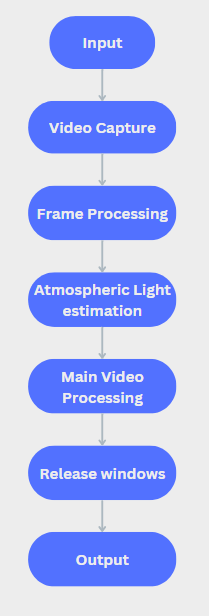 Input
Video Capture
Frame Processing
Atmospheric Light
estimation
Main Video
Processing
Release windows
Output